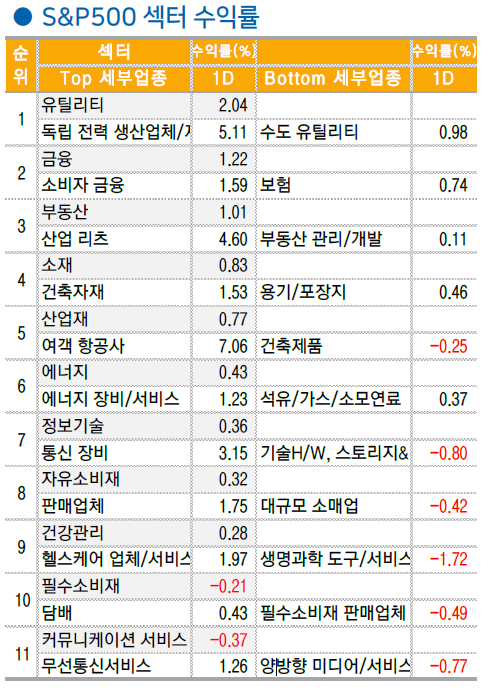 ● S&P500 섹터 수익률
순위 섹터 수익률(%) 수익률(%)
Top 세부업종 1D Bottom 세부업종 1D
1 유틸리티 2.04
독립 전력 생산업체/ 5.11 수도 유틸리티 0.98
2 금융 1.22
소비자 금융 1.59 보험 0.74
3 부동산 1.01
산업 리츠 4.60 부동산 관리/개발 0.11
4 소재 0.83
건축자재 1.53 용기/포장지 0.46
5 산업재 0.77
여객 항공사 7.06 건축제품 -0.25
6 에너지 0.43
에너지 장비/서비스 1.23 석유/가스/소모연료 0.37
7 정보기술 0.36
통신 장비 3.15 기술H/W, 스토리지& -0.80
8 자유소비재 0.32
판매업체 1.75 대규모 소매업 -0.42
9 건강관리 0.28
헬스케어 업체/서비스 1.97 생명과학 도구/서비스 -1.72
10 필수소비재 -0.21
담배 0.43 필수소비재 판매업체 -0.49
11 커뮤니케이션 서비스 -0.37
무선통신서비스 1.26 양방향 미디어/서비스 -0.77